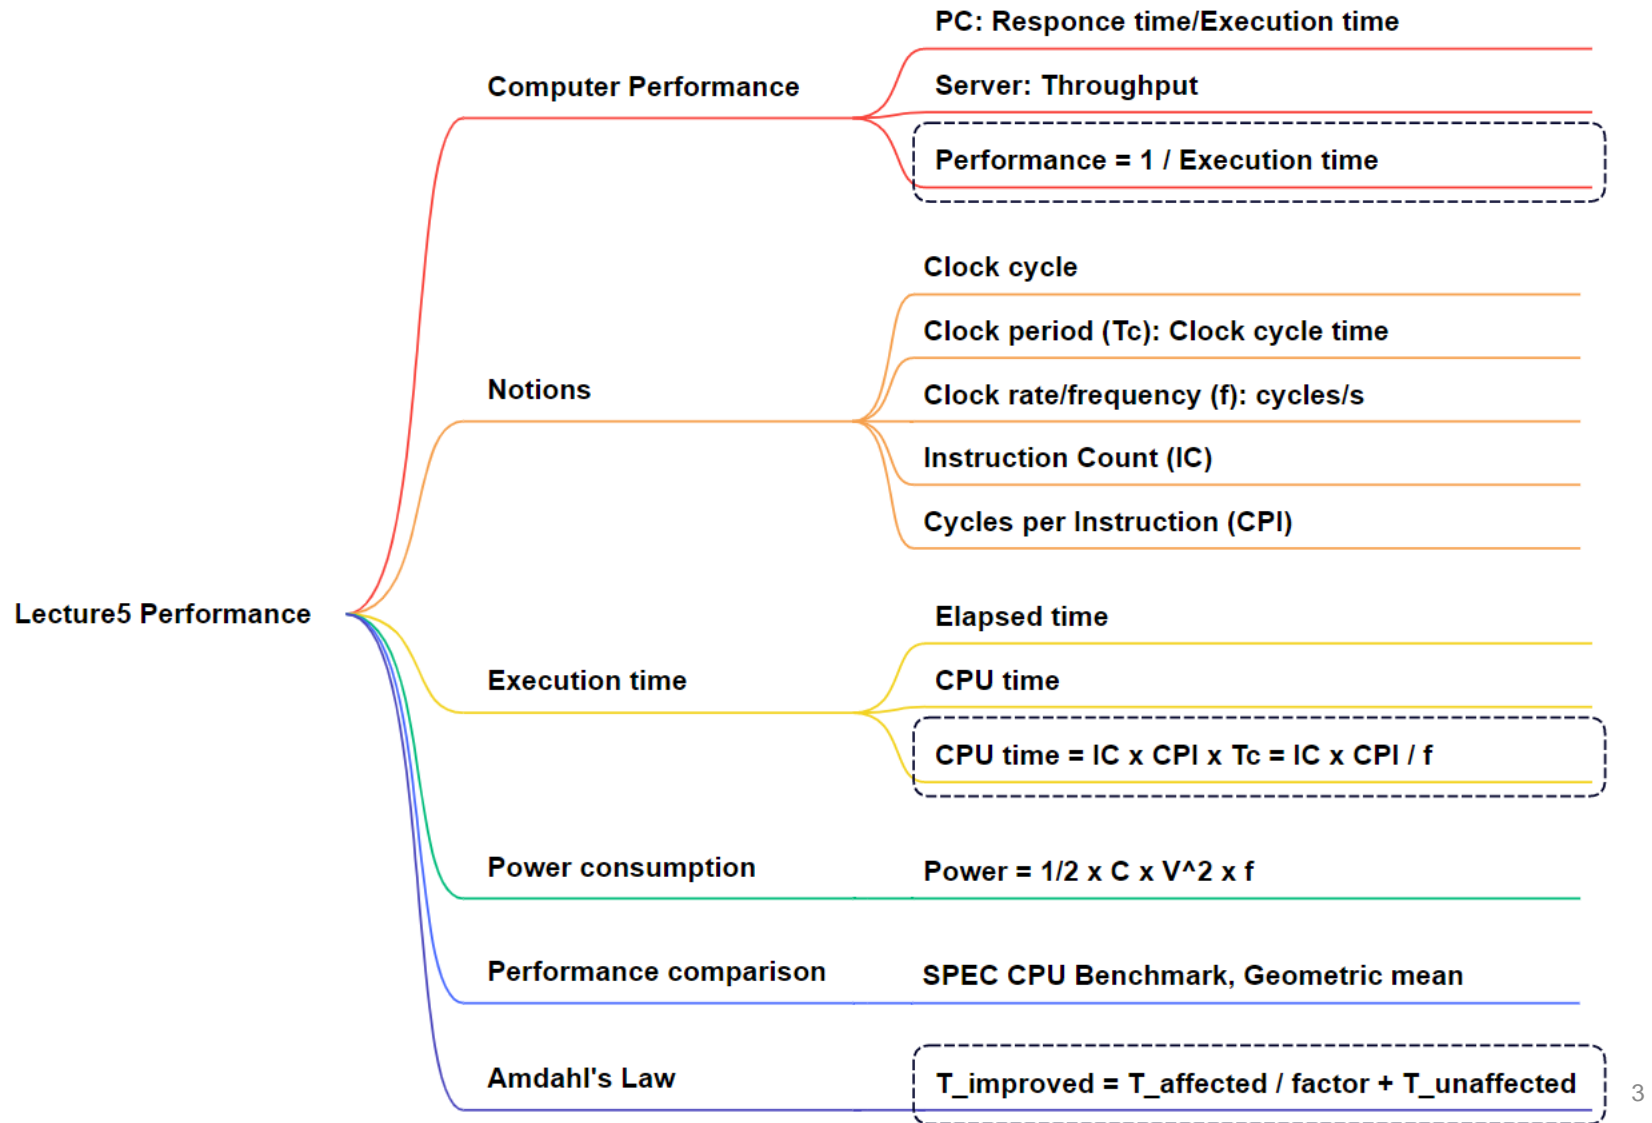 Lecture5 Performance
Computer Performance
PC: Responce time/Execution time
Server: Throughput
Performance = 1 / Execution time
Notions
Clock cycle
Clock period (Tc): Clock cycle time
Clock rate/frequency (f): cycles/s
Instruction Count (IC)
Cycles per Instruction (CPI)
Execution time
Elapsed time
CPU time
CPU time = IC x CPI x Tc = IC x CPI / f
Power consumption
Power = 1/2 x C x V^2 x f
Performance comparison
SPEC CPU Benchmark, Geometric mean
Amdahl's Law
T_improved = T_affected / factor + T_unaffected
3